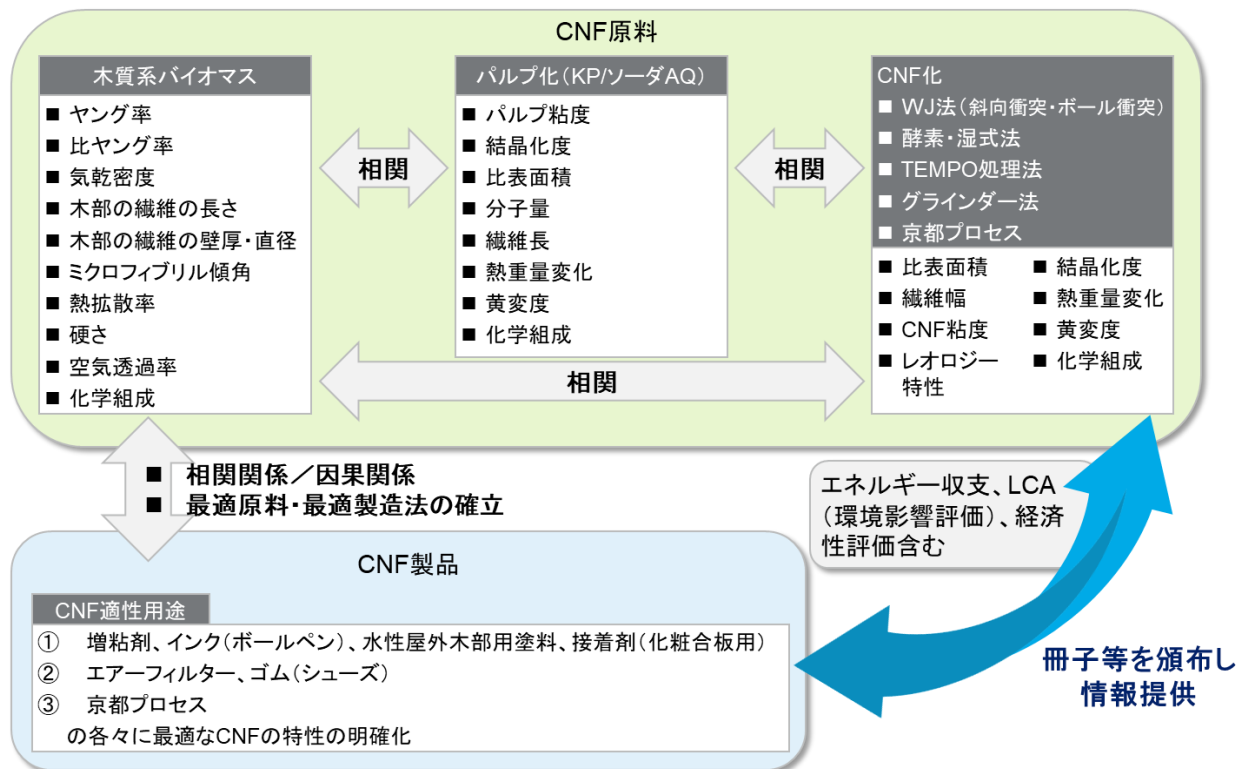 CNF原料
木質系バイオマス
■ ヤング率
■ 比ヤング率
■ 気乾密度
■ 木部の繊維の長さ
■ 木部の繊維の壁厚・直径
■ ミクロフィブリル傾角
■ 熱拡散率
■ 硬さ
■ 空気透過率
■ 化学組成
相関
パルプ化(KP/ソーダAQ)
■ パルプ粘度
■ 結晶化度
■ 比表面積
■ 分子量
■ 繊維長
■ 熱重量変化
■ 黄変度
■ 化学組成
相関
CNF化
■ WJ法(斜向衝突・ボール衝突)
■ 酵素・湿式法
■ TEMPO処理法
■ グラインダー法
■ 京都プロセス
■ 比表面積
■ 繊維幅
■ CNF粘度
■ レオロジー
特性
■ 結晶化度
■ 熱重量変化
■ 黄変度
■ 化学組成
相関
■ 相関関係/因果関係
■ 最適原料・最適製造法の確立
エネルギー収支、LCA
(環境影響評価)、経済
性評価含む
CNF製品
CNF適性用途
① 増粘剤、インク(ボールペン)、水性屋外木部用塗料、接着剤(化粧合板用)
② エアーフィルター、ゴム(シューズ)
③ 京都プロセス
の各々に最適なCNFの特性の明確化
冊子等を頒布し
情報提供